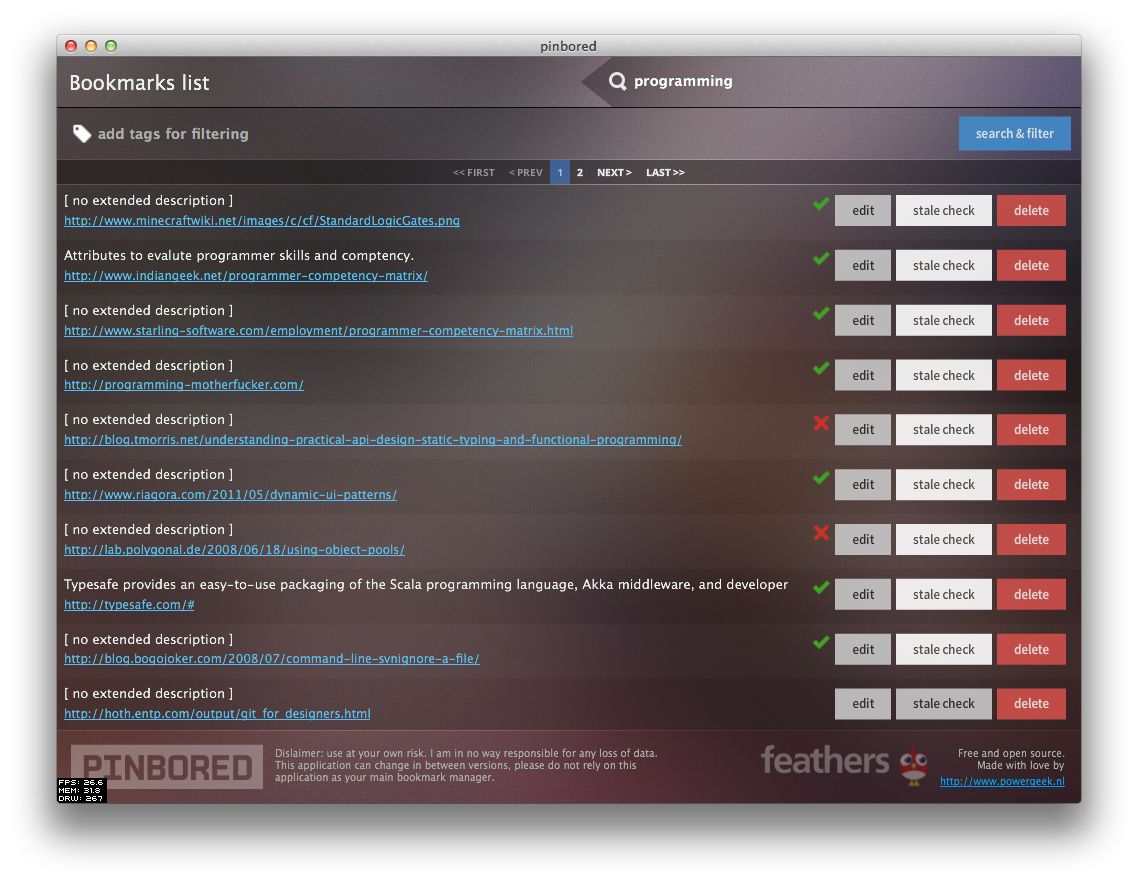 pinbored
Bookmarks list
programming
add tags for filtering
search & filter
<< FIRST < PREV 1 2 NEXT > LAST >>
[ no extended description ]
http://www.minecraftwiki.net/images/c/cf/StandardLogicGates.png
edit stale check delete
Attributes to evalute programmer skills and comptency.
http://www.indiangeek.net/programmer-competency-matrix/
edit stale check delete
[ no extended description ]
http://www.starling-software.com/employment/programmer-competency-matrix.html
edit stale check delete
[ no extended description ]
http://programming-motherfucker.com/
edit stale check delete
[ no extended description ]
http://blog.tmorris.net/understanding-practical-api-design-static-typing-and-functional-programming/
edit stale check delete
[ no extended description ]
http://www.riagora.com/2011/05/dynamic-ui-patterns/
edit stale check delete
[ no extended description ]
http://lab.polygonal.de/2008/06/18/using-object-pools/
edit stale check delete
Typesafe provides an easy-to-use packaging of the Scala programming language, Akka middleware, and developer
http://typesafe.com/#
edit stale check delete
[ no extended description ]
http://blog.bogojoker.com/2008/07/command-line-svnignore-a-file/
edit stale check delete
[ no extended description ]
http://hoth.entp.com/output/git_for_designers.html
edit stale check delete
PINBORED
Dislaimer: use at your own risk. I am in no way responsible for any loss of data.
This application can change in between versions, please do not rely on this
application as your main bookmark manager.
feathers
Free and open source.
Made with love by
http://www.powergeek.nl
FPS: 26.6
MEM: 31.8
DRW: 267